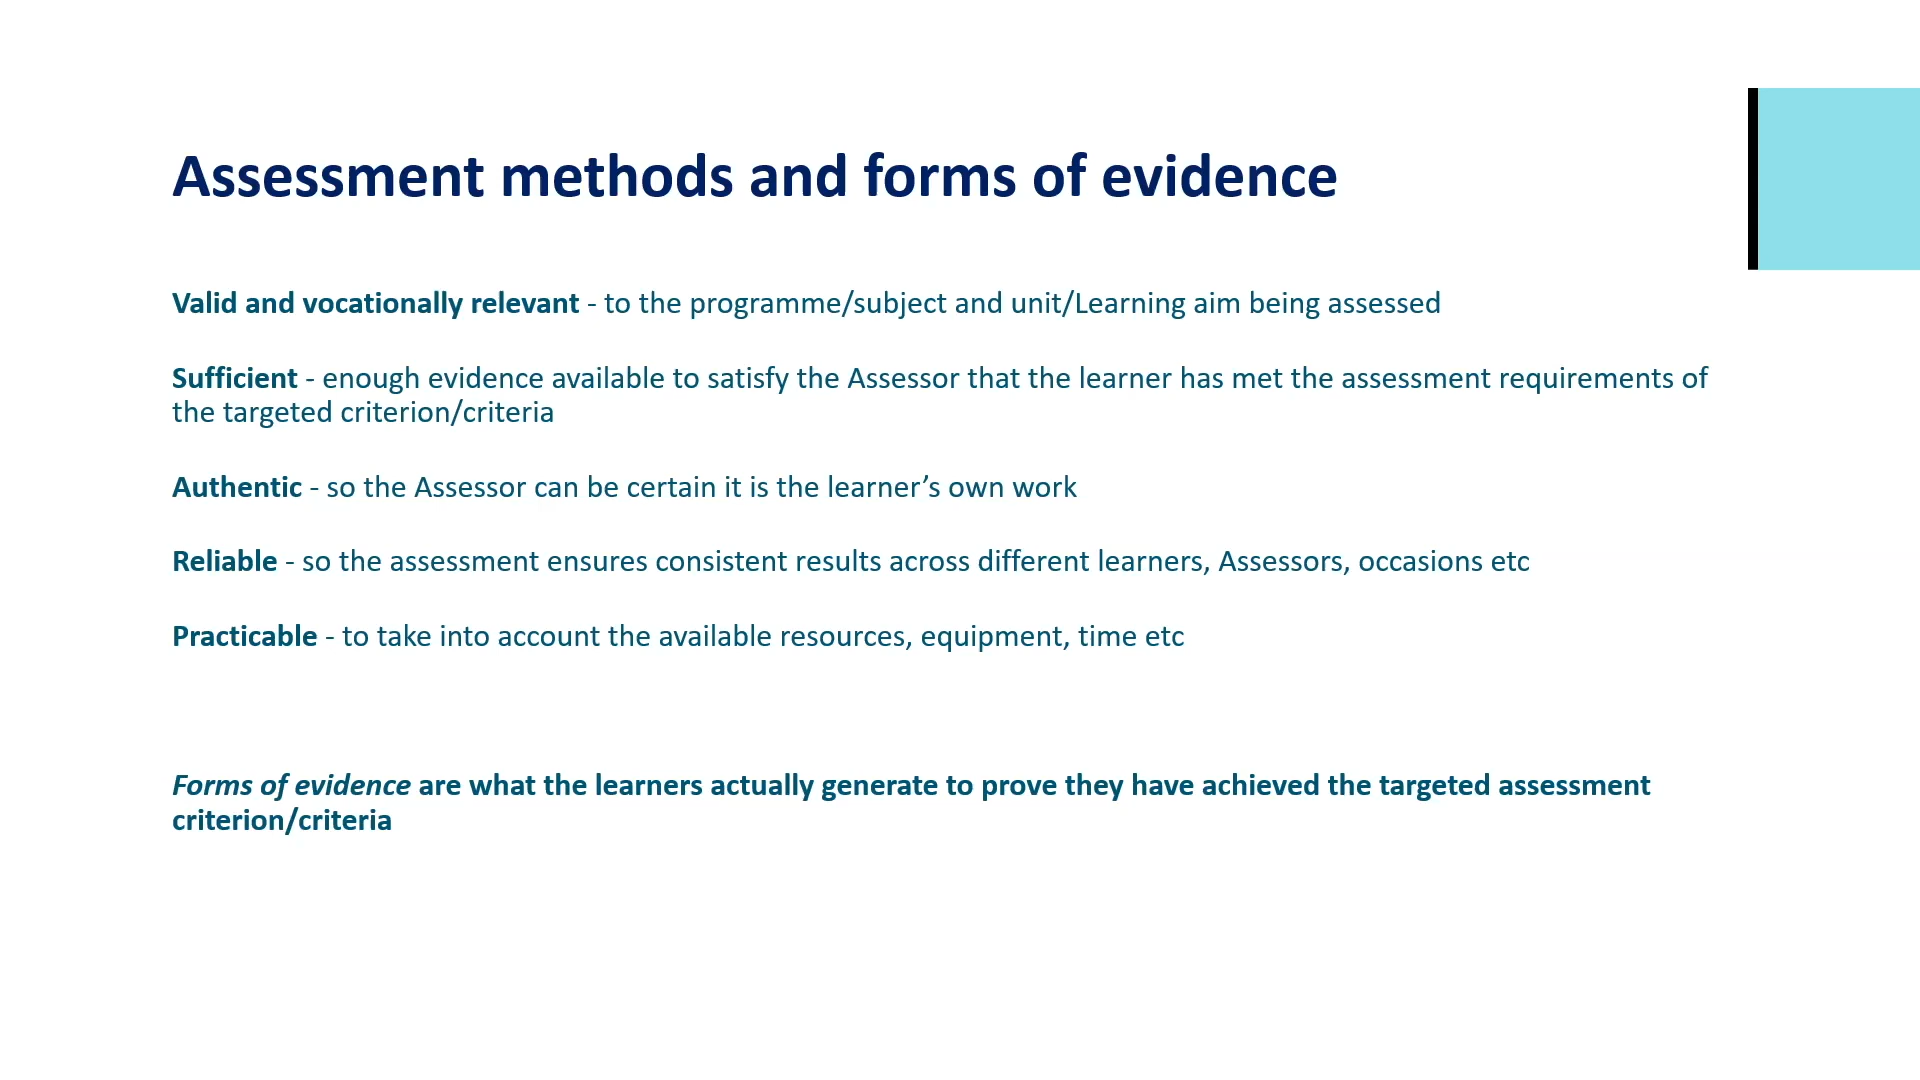 Assessment methods and forms of evidence
Valid and vocationally relevant - to the programme/subject and unit/Learning aim being assessed
Sufficient - enough evidence available to satisfy the Assessor that the learner has met the assessment requirements of
the targeted criterion/criteria
Authentic - so the Assessor can be certain it is the learner’s own work
Reliable - so the assessment ensures consistent results across different learners, Assessors, occasions etc
Practicable - to take into account the available resources, equipment, time etc
Forms of evidence are what the learners actually generate to prove they have achieved the targeted assessment
criterion/criteria